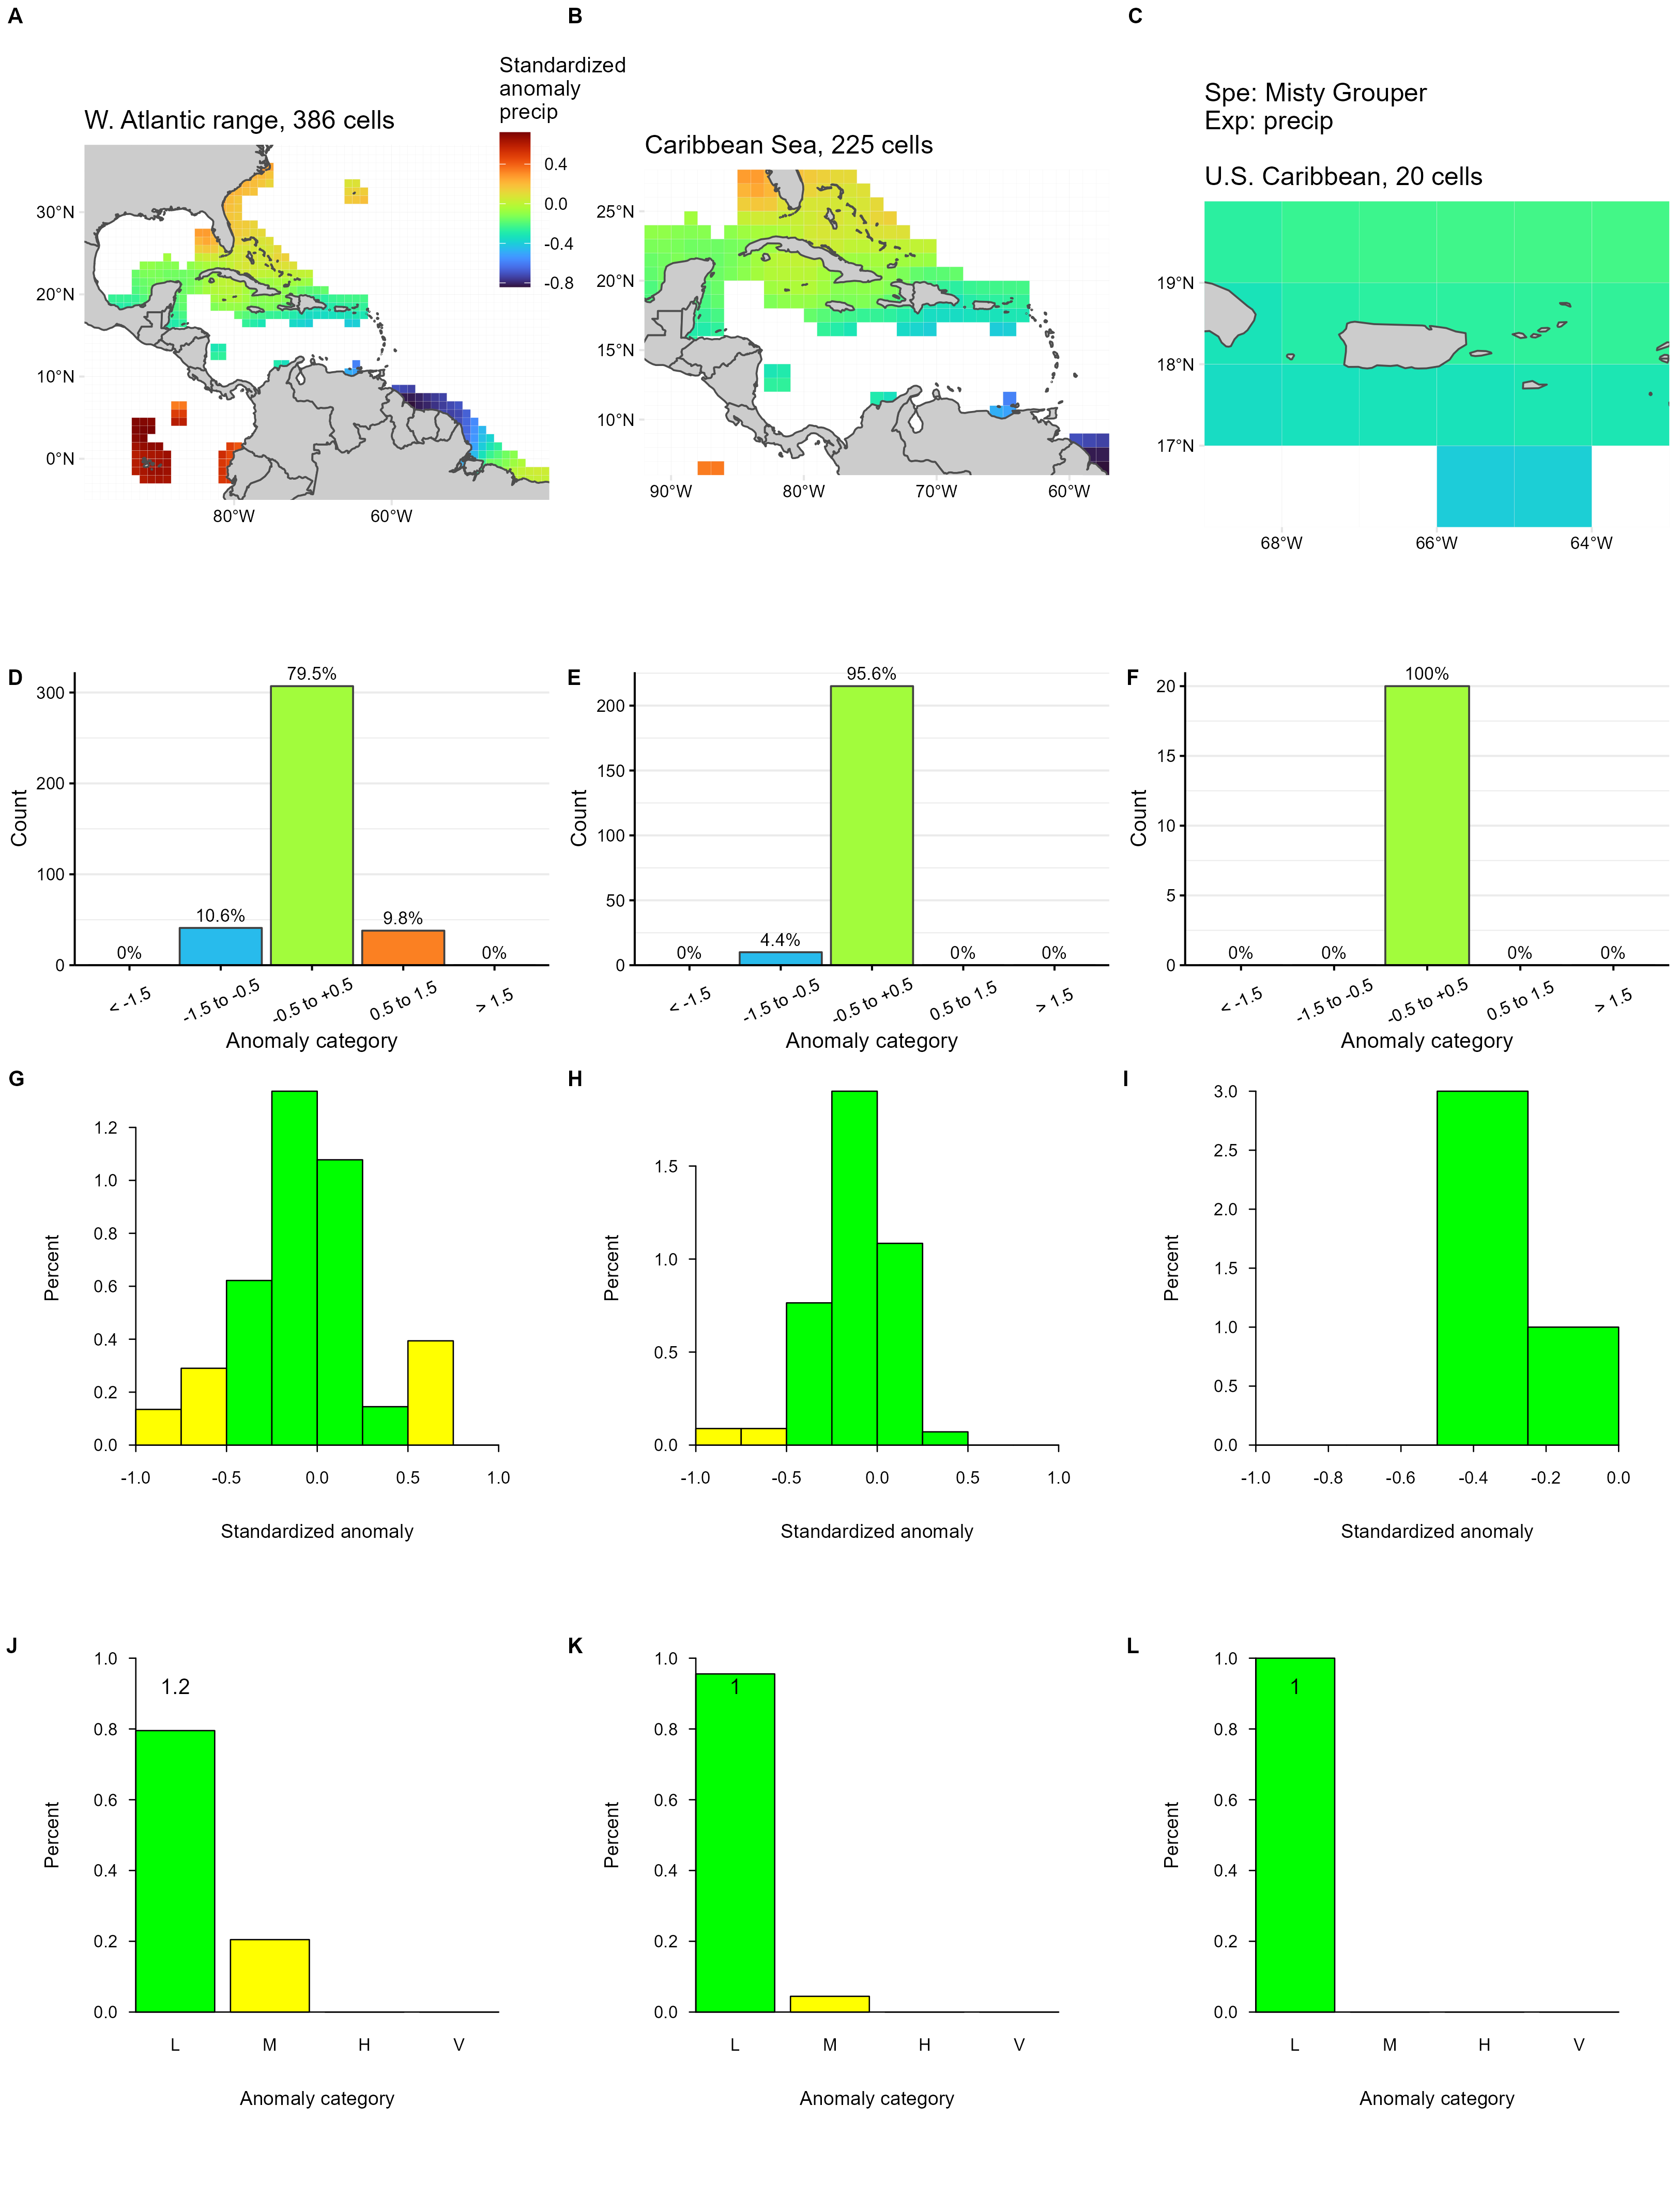 A
B
C
Standardized
anomaly
precip
0.4
0.0
-0.4
-0.8
W. Atlantic range, 386 cells
30°N
20°N
10°N
0°N
80°W
60°W
Caribbean Sea, 225 cells
25°N
20°N
15°N
10°N
90°W
80°W
70°W
60°W
Spe: Misty Grouper
Exp: precip
U.S. Caribbean, 20 cells
19°N
18°N
17°N
68°W
66°W
64°W
D
Count
300
200
100
0
0%
10.6%
79.5%
9.8%
0%
< -1.5
-1.5 to -0.5
-0.5 to +0.5
0.5 to 1.5
> 1.5
Anomaly category
E
Count
200
150
100
50
0
0%
4.4%
95.6%
0%
0%
< -1.5
-1.5 to -0.5
-0.5 to +0.5
0.5 to 1.5
> 1.5
Anomaly category
F
Count
20
15
10
5
0
0%
0%
100%
0%
0%
< -1.5
-1.5 to -0.5
-0.5 to +0.5
0.5 to 1.5
> 1.5
Anomaly category
G
Percent
1.2
1.0
0.8
0.6
0.4
0.2
0.0
-1.0
-0.5
0.0
0.5
1.0
Standardized anomaly
H
Percent
1.5
1.0
0.5
0.0
-1.0
-0.5
0.0
0.5
1.0
Standardized anomaly
I
Percent
3.0
2.5
2.0
1.5
1.0
0.5
0.0
-1.0
-0.8
-0.6
-0.4
-0.2
0.0
Standardized anomaly
J
Percent
1.0
0.8
0.6
0.4
0.2
0.0
1.2
L
M
H
V
Anomaly category
K
Percent
1.0
0.8
0.6
0.4
0.2
0.0
1
L
M
H
V
Anomaly category
L
Percent
1.0
0.8
0.6
0.4
0.2
0.0
1
L
M
H
V
Anomaly category